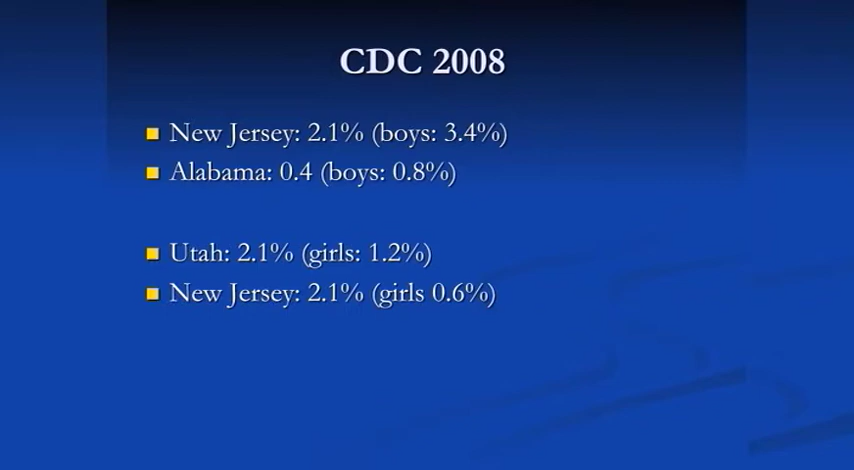 CDC 2008
New Jersey: 2.1% (boys: 3.4%)
Alabama: 0.4 (boys: 0.8%)
Utah: 2.1% (girls: 1.2%)
New Jersey: 2.1% (girls 0.6%)